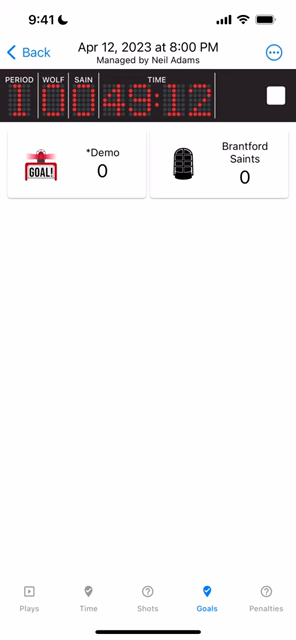 9:41
Back
Apr 12, 2023 at 8:00 PM
Managed by Neil Adams
PERIOD WOLF SAIN TIME
1 0 0 49:12
GOAL!
*Demo
0
Brantford
Saints
0
Plays Time Shots Goals Penalties